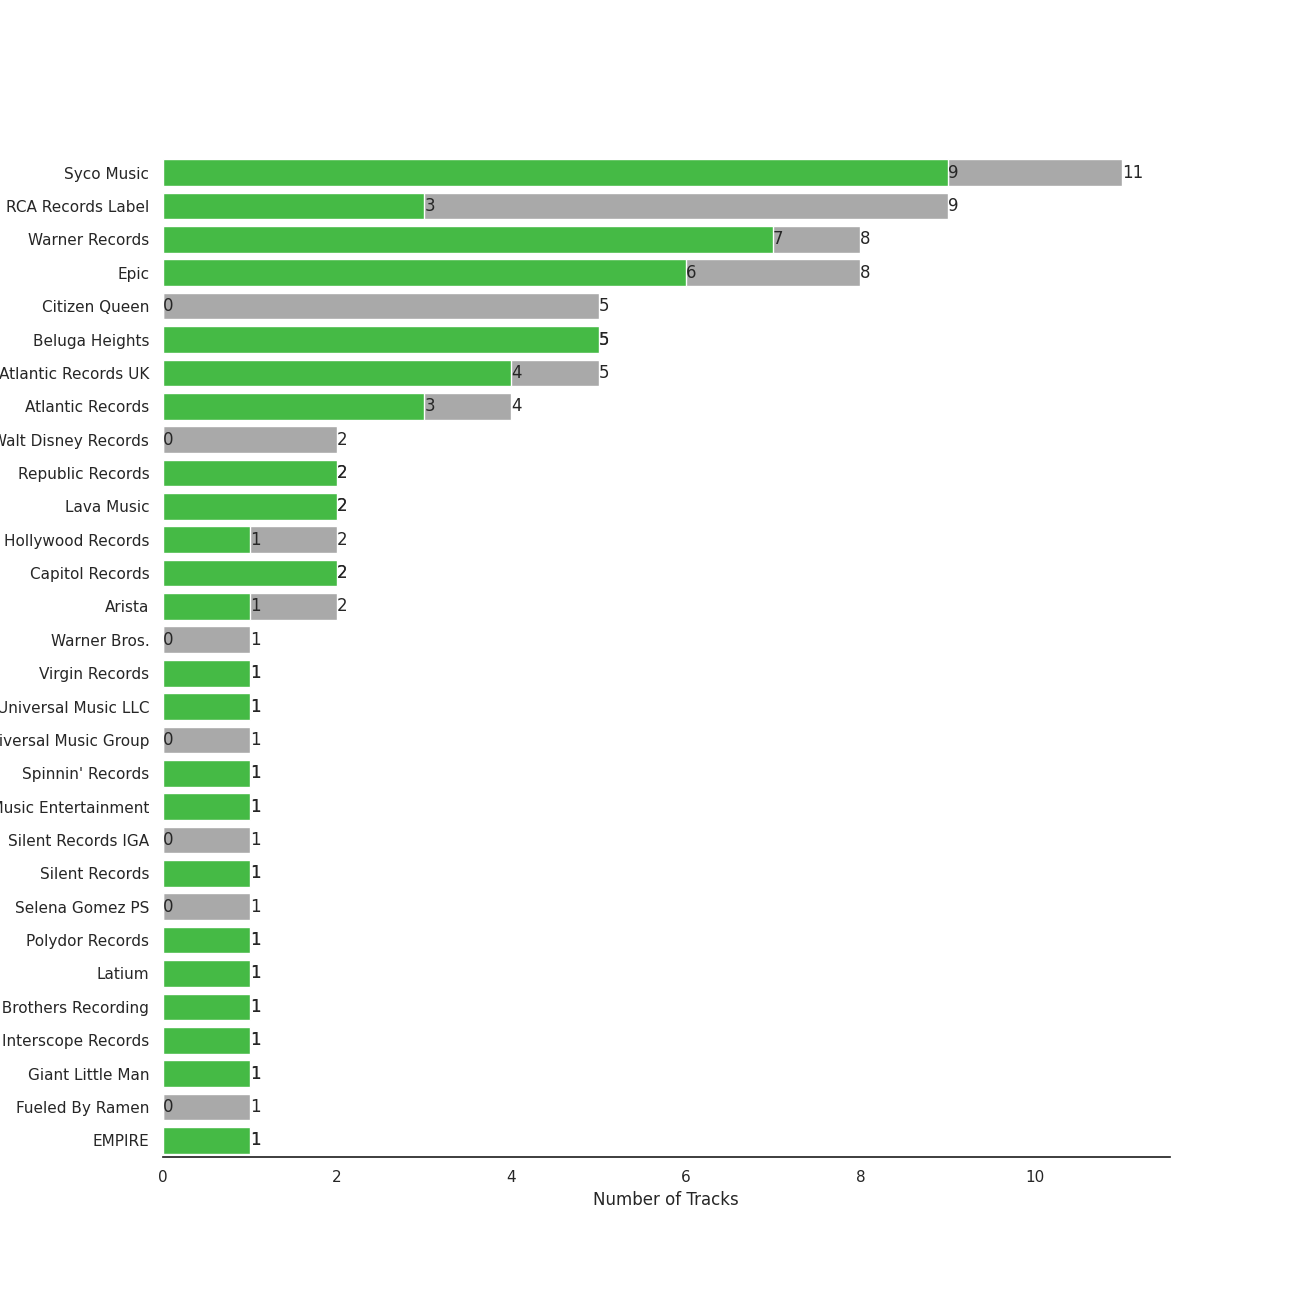 Syco Music 9 11
RCA Records Label 3 9
Warner Records 7 8
Epic 6 8
Citizen Queen 0 5
Beluga Heights 5
Atlantic Records UK 4 5
Atlantic Records 3 4
Walt Disney Records 0 2
Republic Records 2
Lava Music 2
Hollywood Records 1 2
Capitol Records 2
Arista 1 2
Warner Bros. 0 1
Virgin Records 1
Universal Music LLC 1
iversal Music Group 0 1
Spinnin' Records 1
Music Entertainment 1
Silent Records IGA 0 1
Silent Records 1
Selena Gomez PS 0 1
Polydor Records 1
Latium 1
Brothers Recording 1
Interscope Records 1
Giant Little Man 1
Fueled By Ramen 0 1
EMPIRE 1
0 2 4 6 8 10
Number of Tracks